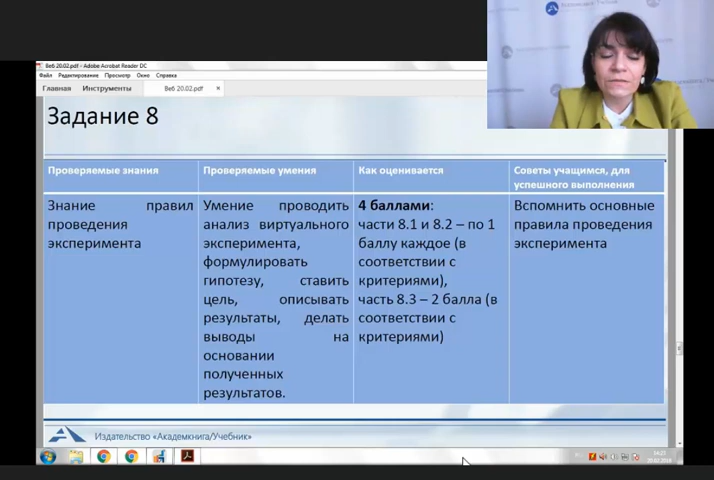 Веб 20.02.pdf - Adobe Acrobat Reader DC
Файл Редактирование Просмотр Окно Справка
Главная Инструменты Веб 20.02.pdf ×
Задание 8
Проверяемые знания
Проверяемые умения
Как оценивается
Советы учащимся, для
успешного выполнения
Знание правил
проведения
эксперимента
Умение проводить
анализ виртуального
эксперимента,
формулировать
гипотезу, ставить
цель, описывать
результаты, делать
выводы на
основании
полученных
результатов.
4 баллами:
части 8.1 и 8.2 – по 1
баллу каждое (в
соответствии с
критериями),
часть 8.3 – 2 балла (в
соответствии с
критериями)
Вспомнить основные
правила проведения
эксперимента
Издательство «Академкнига/Учебник»